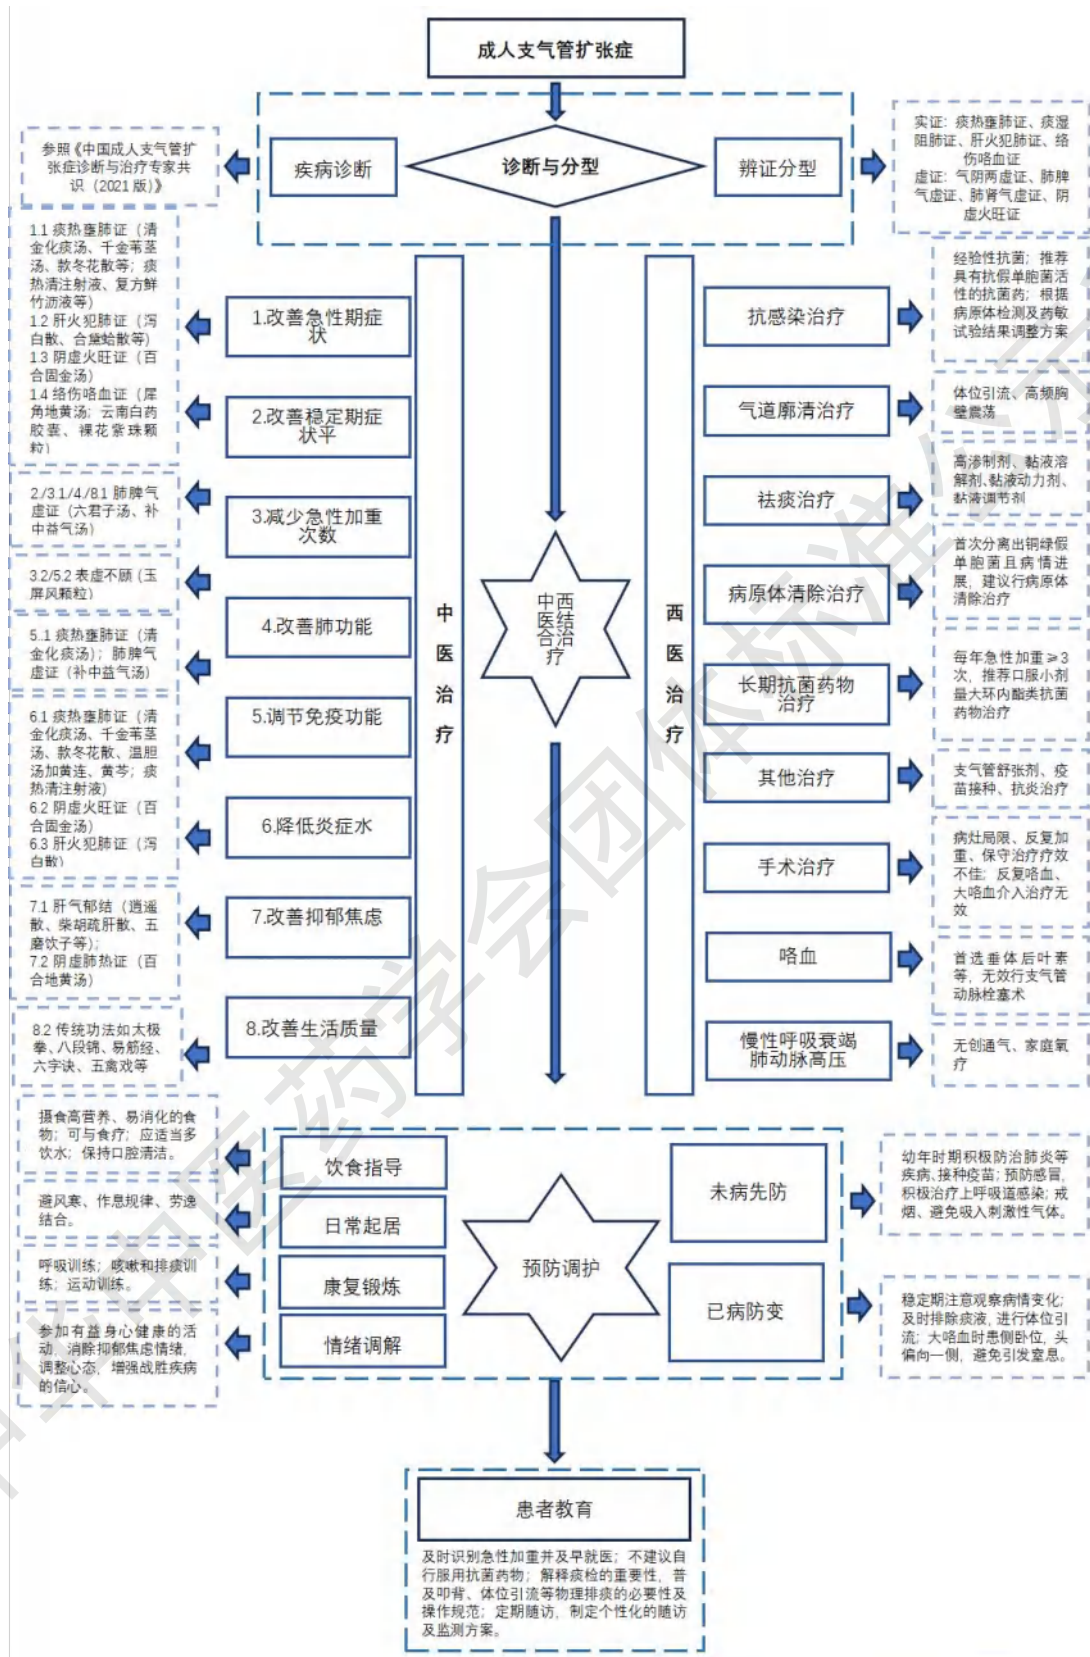 成人支气管扩张症
参照《中国成人支气管扩
张症诊断与治疗专家共
识（2021 版）》
疾病诊断
诊断与分型
辨证分型
实证：痰热壅肺证、痰湿
阻肺证、肝火犯肺证、络
伤咯血证
虚证：气阴两虚证、肺脾
气虚证、肺肾气虚证、阴
虚火旺证
1.1 痰热壅肺证（清
金化痰汤、千金苇茎
汤、款冬花散等；痰
热清注射液、复方鲜
竹沥液等）
1.2 肝火犯肺证（泻
白散、合黛蛤散等）
1.3 阴虚火旺证（百
合固金汤）
1.4 络伤咯血证（犀
角地黄汤；云南白药
胶囊、裸花紫珠颗
粒）
2./3.1/4./8.1 肺脾气
虚证（六君子汤、补
中益气汤）
3.2/5.2 表虚不顾（玉
屏风颗粒）
5.1 痰热壅肺证（清
金化痰汤）；肺脾气
虚证（补中益气汤）
6.1 痰热壅肺证（清
金化痰汤、千金苇茎
汤、款冬花散、温胆
汤加黄连、黄芩；痰
热清注射液）
6.2 阴虚火旺证（百
合固金汤）
6.3 肝火犯肺证（泻
白散）
7.1 肝气郁结（逍遥
散、柴胡疏肝散、五
磨饮子等）；
7.2 阴虚肺热证（百
合地黄汤）
8.2 传统功法如太极
拳、八段锦、易筋经、
六字诀、五禽戏等
1.改善急性期症
状
2.改善稳定期症
状平
3.减少急性加重
次数
4.改善肺功能
5.调节免疫功能
6.降低炎症水
7.改善抑郁焦虑
8.改善生活质量
中医治疗
中西医结合治疗
西医治疗
抗感染治疗
气道廓清治疗
祛痰治疗
病原体清除治疗
长期抗菌药物
治疗
其他治疗
手术治疗
咯血
慢性呼吸衰竭
肺动脉高压
经验性抗菌；推荐
具有抗假单胞菌活
性的抗菌药；根据
病原体检测及药敏
试验结果调整方案
体位引流、高频胸
壁震荡
高渗制剂、黏液溶
解剂、黏液动力剂、
黏液调节剂
首次分离出铜绿假
单胞菌且病情进
展，建议行病原体
清除治疗
每年急性加重≥3
次，推荐口服小剂
量大环内酯类抗菌
药物治疗
支气管舒张剂、疫
苗接种、抗炎治疗
病灶局限、反复加
重、保守治疗疗效
不佳；反复咯血、
大咯血介入治疗无
效
首选垂体后叶素
等，无效行支气管
动脉栓塞术
无创通气、家庭氧
疗
摄食高营养、易消化的食
物；可与食疗；应适当多
饮水；保持口腔清洁。
避风寒、作息规律、劳逸
结合。
呼吸训练；咳嗽和排痰训
练；运动训练。
参加有益身心健康的活
动，消除抑郁焦虑情绪，
调整心态，增强战胜疾病
的信心。
饮食指导
日常起居
康复锻炼
情绪调解
预防调护
未病先防
已病防变
幼年时期积极防治肺炎等
疾病、接种疫苗；预防感冒，
积极治疗上呼吸道感染；戒
烟、避免吸入刺激性气体。
稳定期注意观察病情变化；
及时排除痰液，进行体位引
流；大咯血时患侧卧位，头
偏向一侧，避免引发窒息。
患者教育
及时识别急性加重并及早就医；不建议自
行服用抗菌药物；解释痰检的重要性，普
及叩背、体位引流等物理排痰的必要性及
操作规范；定期随访，制定个性化的随访
及监测方案。
中华中医药学会团体标准公示